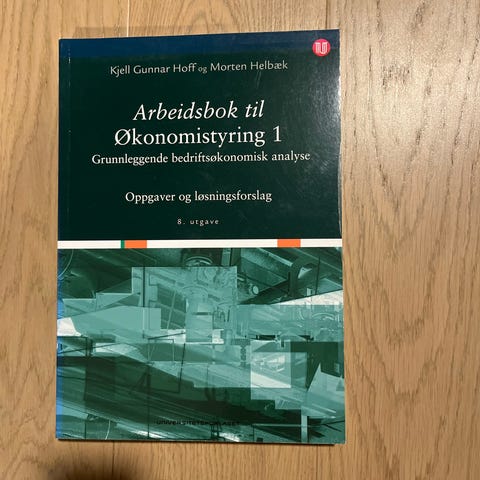 Kjell Gunnar Hoff og Morten Helbæk
Arbeidsbok til
Økonomistyring 1
Grunnleggende bedriftsøkonomisk analyse
Oppgaver og løsningsforslag
8. utgave
UNIVERSITETSFORLAGET